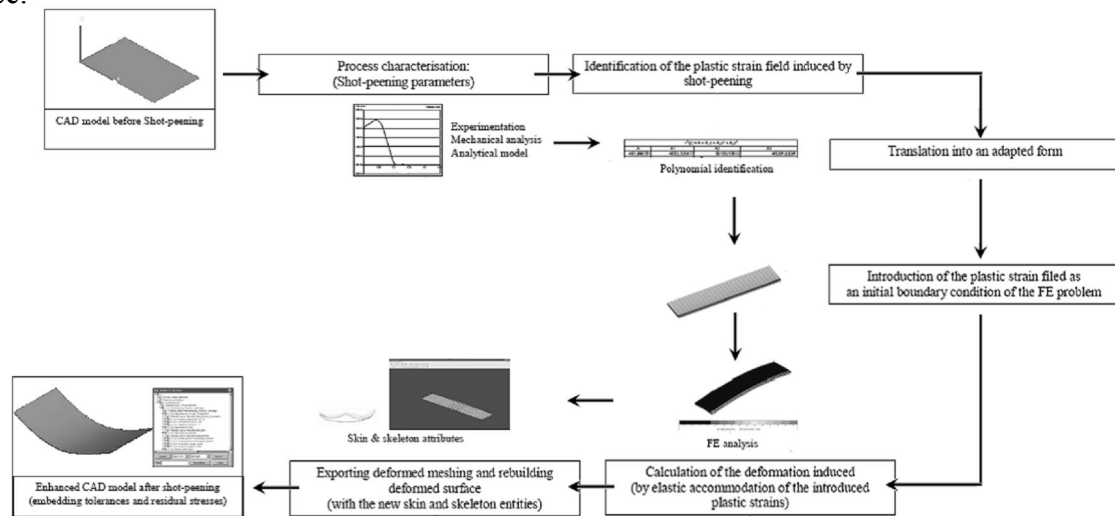 Process characterisation:
(Shot-peening parameters)
Identification of the plastic strain field induced by
shot-peening
CAD model before Shot-peening
Experimentation
Mechanical analysis
Analytical model
Polynomial identification
Translation into an adapted form
Introduction of the plastic strain filed as
an initial boundary condition of the FE problem
Skin & skeleton attributes
FE analysis
Enhanced CAD model after shot-peening
(embedding tolerances and residual stresses)
Exporting deformed meshing and rebuilding
deformed surface
(with the new skin and skeleton entities)
Calculation of the deformation induced
(by elastic accommodation of the introduced
plastic strains)